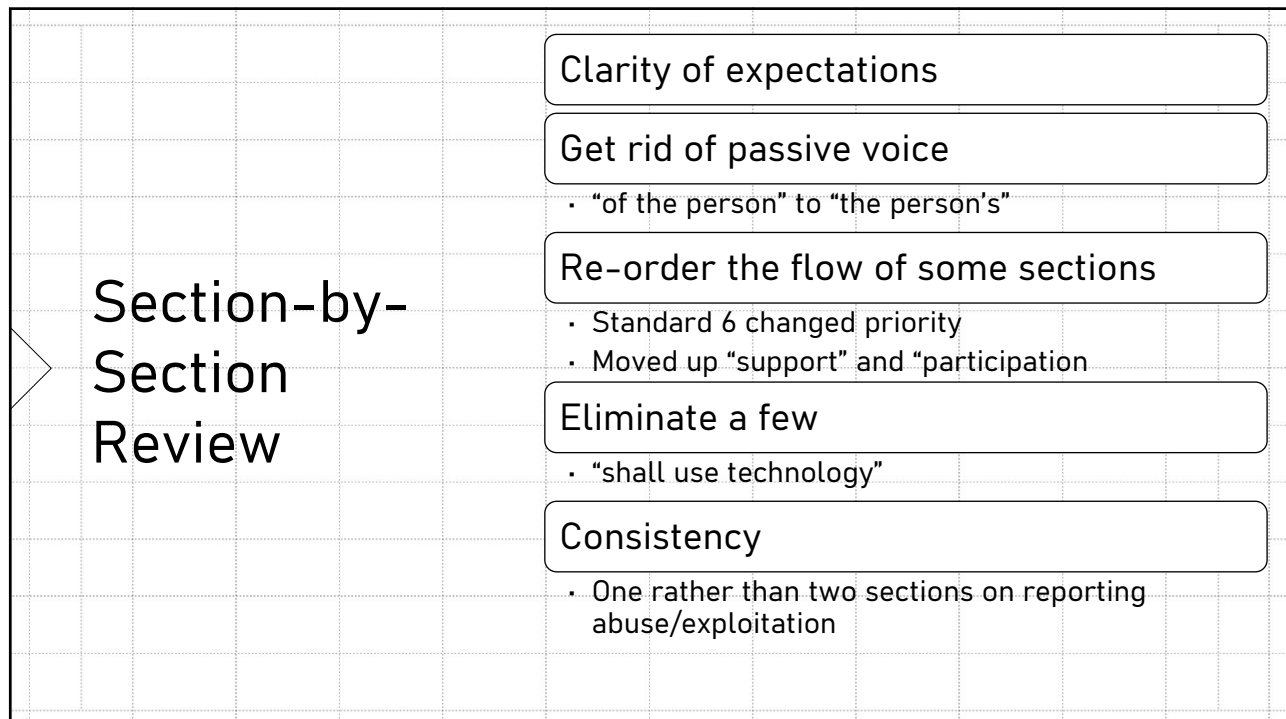 Section-by-
Section
Review
Clarity of expectations
Get rid of passive voice
▪ “of the person” to “the person’s”
Re-order the flow of some sections
▪ Standard 6 changed priority
▪ Moved up “support” and “participation
Eliminate a few
▪ “shall use technology”
Consistency
▪ One rather than two sections on reporting
abuse/exploitation